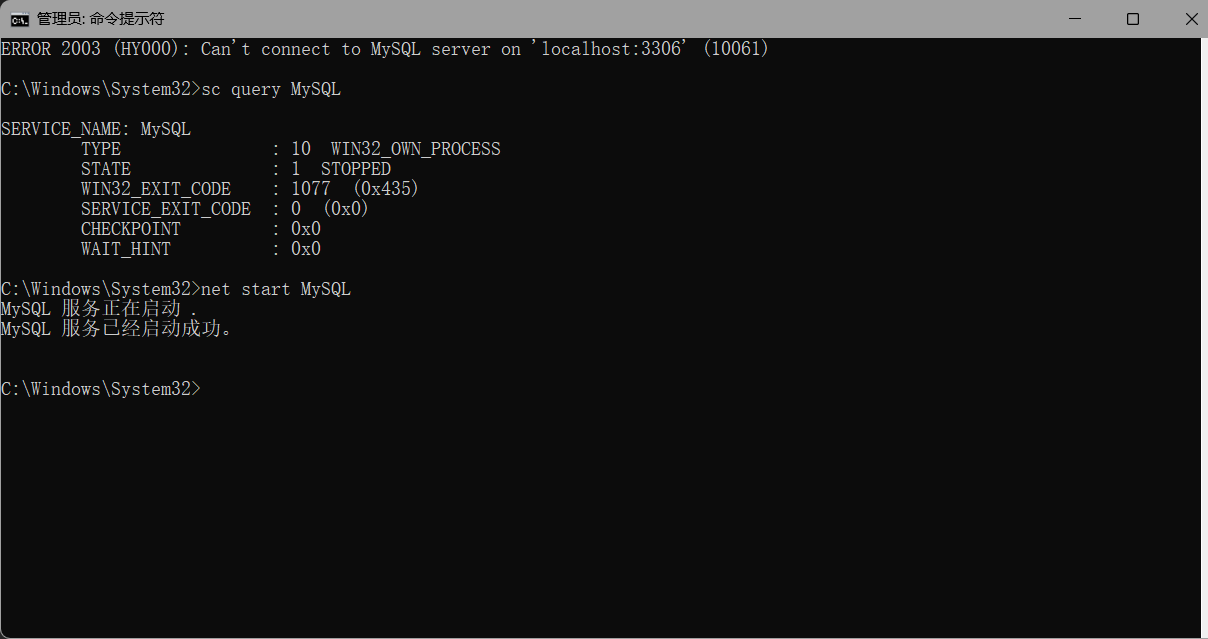 管理员: 命令提示符
ERROR 2003 (HY000): Can't connect to MySQL server on 'localhost:3306' (10061)
C:\Windows\System32>sc query MySQL
SERVICE_NAME: MySQL
TYPE : 10 WIN32_OWN_PROCESS
STATE : 1 STOPPED
WIN32_EXIT_CODE : 1077 (0x435)
SERVICE_EXIT_CODE : 0 (0x0)
CHECKPOINT : 0x0
WAIT_HINT : 0x0
C:\Windows\System32>net start MySQL
MySQL 服务正在启动 .
MySQL 服务已经启动成功。
C:\Windows\System32>